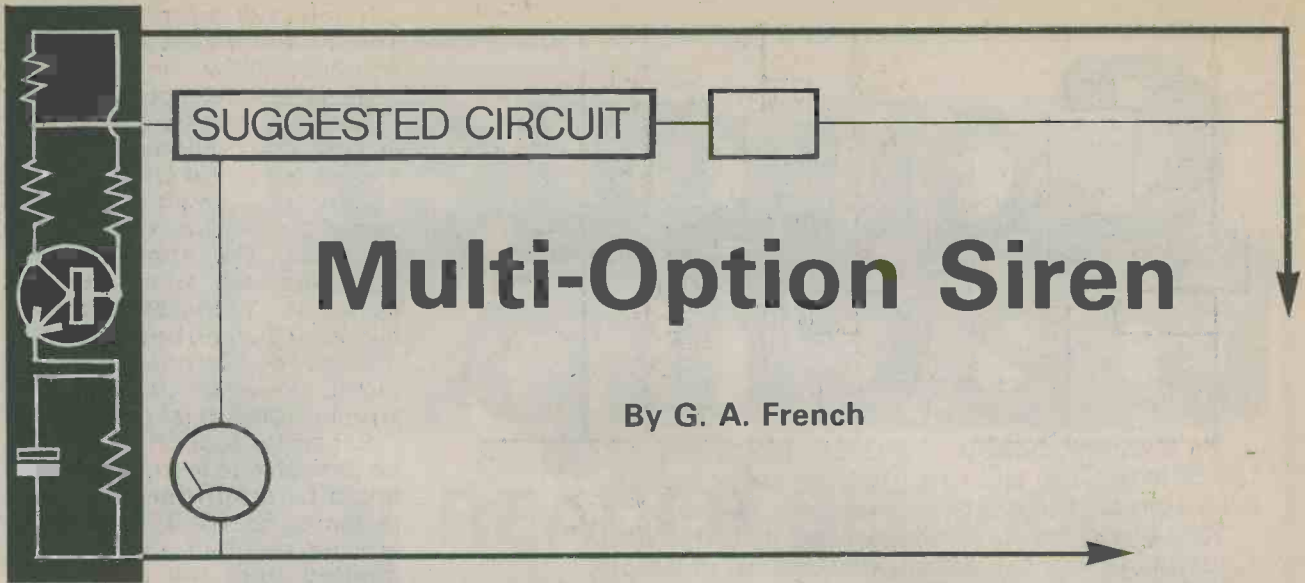 SUGGESTED CIRCUIT
Multi-Option Siren
By G. A. French